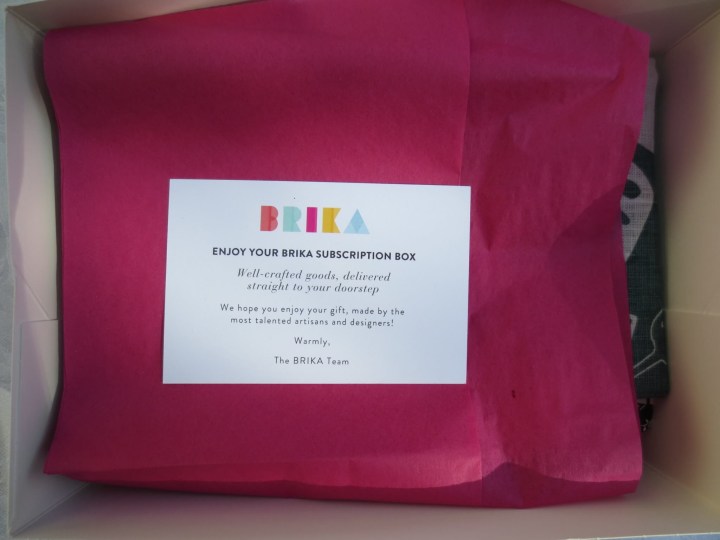 BRIKA
ENJOY YOUR BRIKA SUBSCRIPTION BOX
Well-crafted goods, delivered
straight to your doorstep
We hope you enjoy your gift, made by the
most talented artisans and designers!
Warmly,
The BRIKA Team